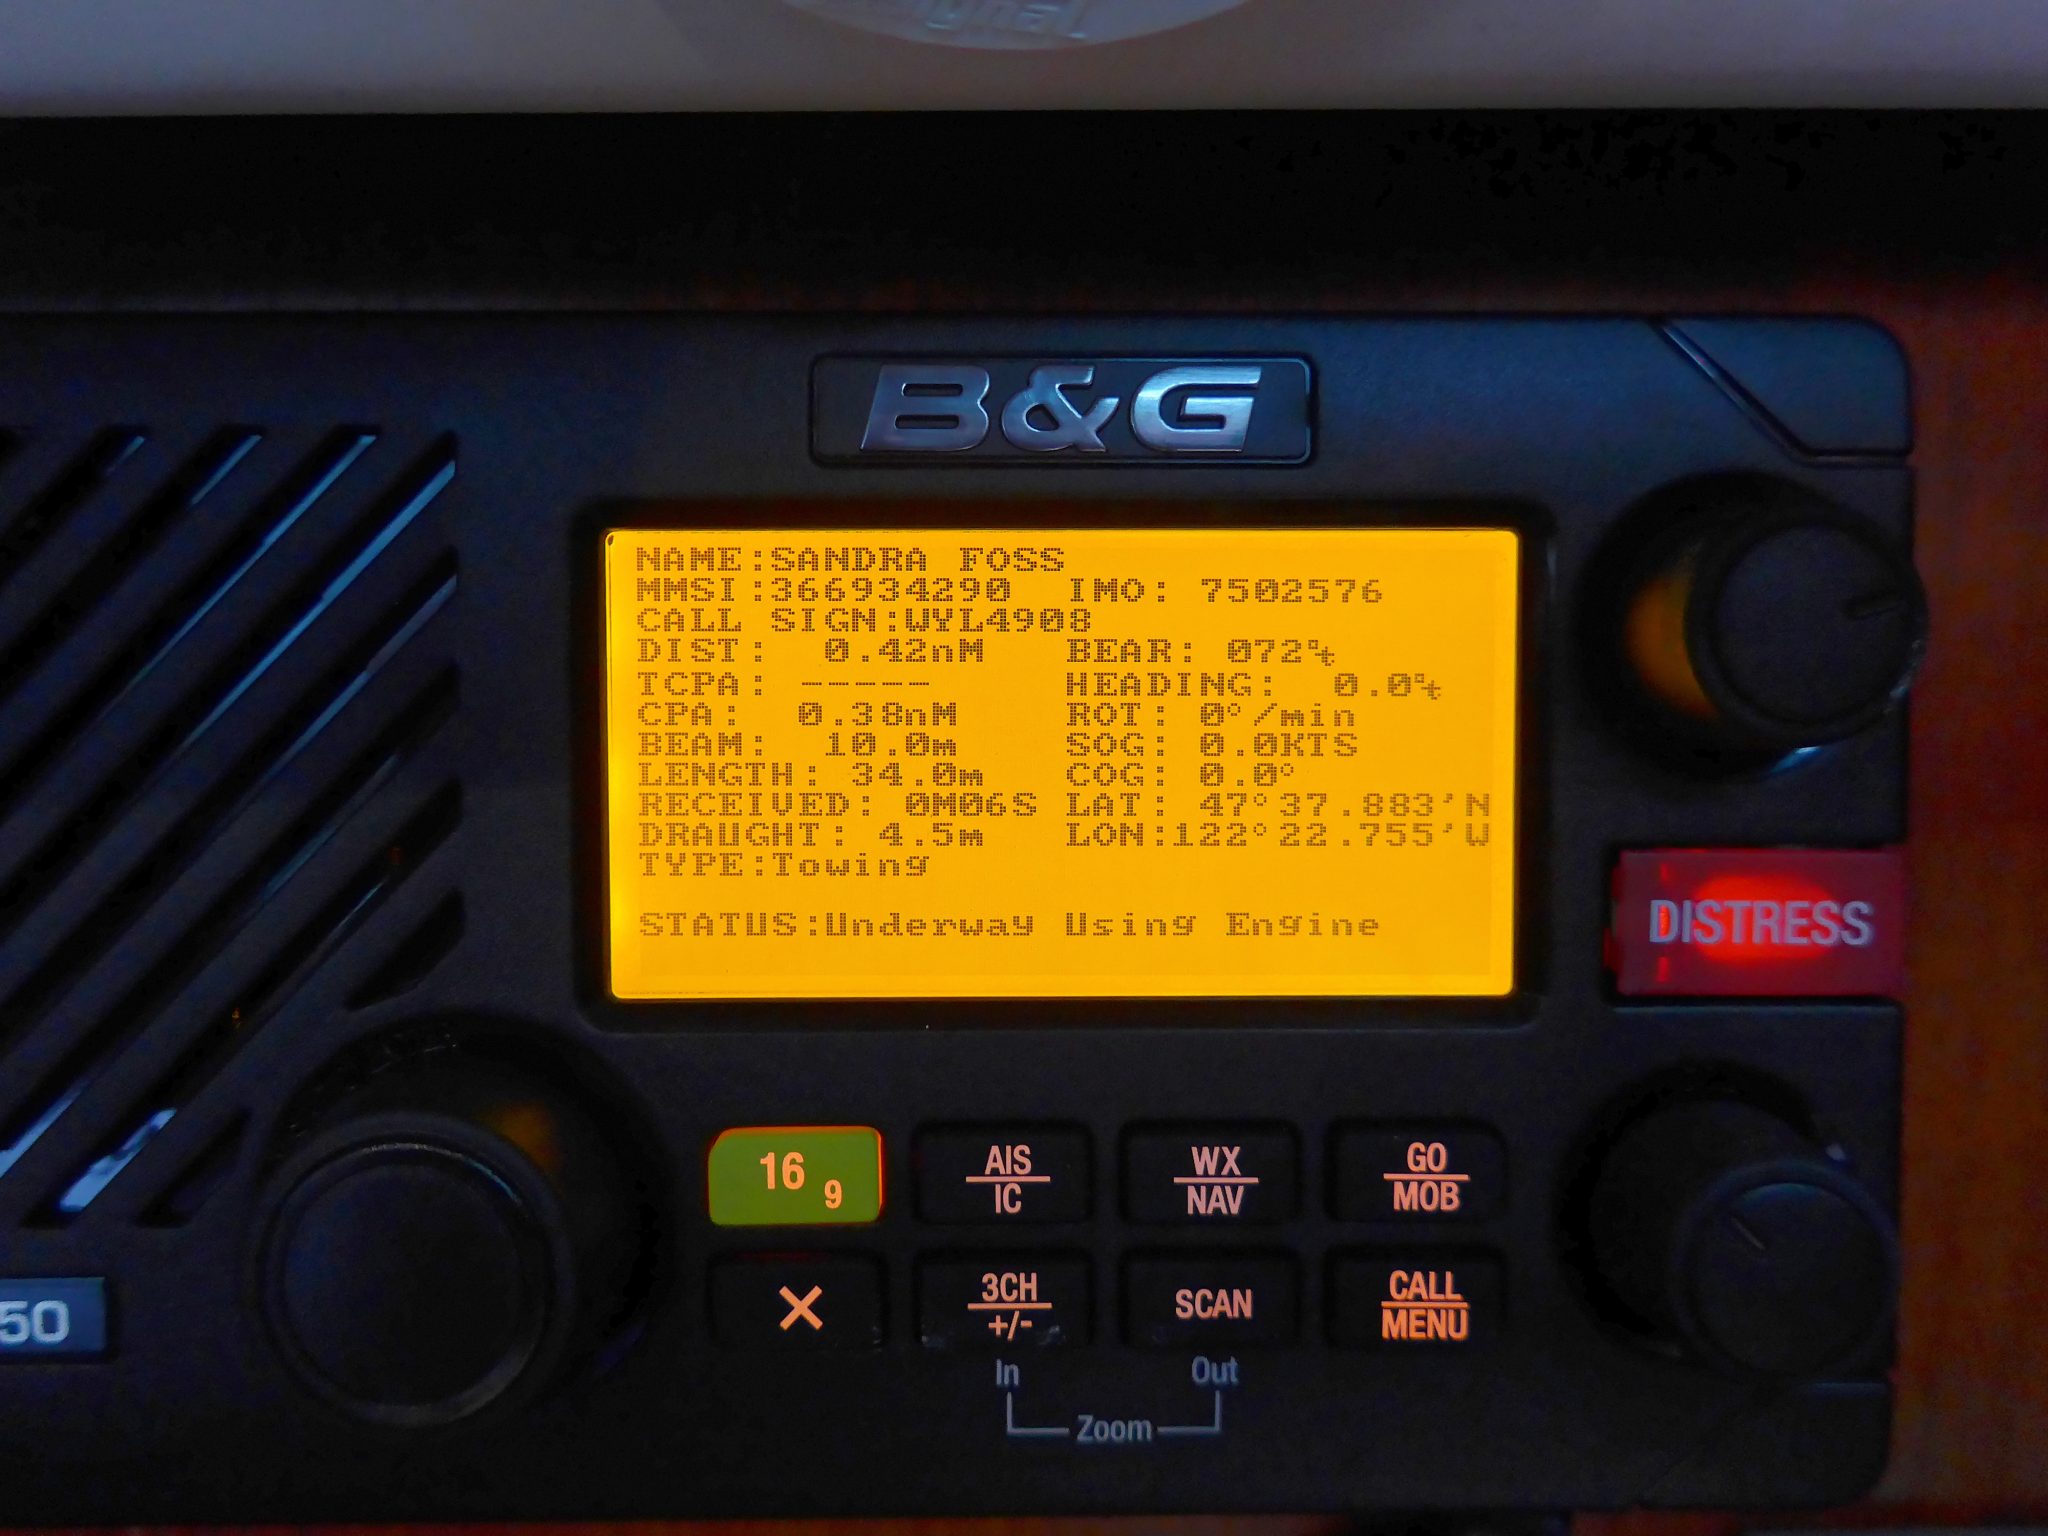 B&G
NAME:SANDRA FOSS
MMSI:366934290 IMO: 7502576
CALL SIGN:WYL4908
DIST: 0.42nM BEAR: 072°t
TCPA: ----- HEADING: 0.0°t
CPA: 0.38nM ROT: 0°/min
BEAM: 10.0m SOG: 0.0KTS
LENGTH: 34.0m COG: 0.0°
RECEIVED: 0M06S LAT: 47°37.883'N
DRAUGHT: 4.5m LON:122°22.755'W
TYPE:Towing
STATUS:Underway Using Engine
DISTRESS
16 9
AIS
IC
WX
NAV
GO
MOB
50
X
3CH
+/-
SCAN
CALL
MENU
In Out
Zoom